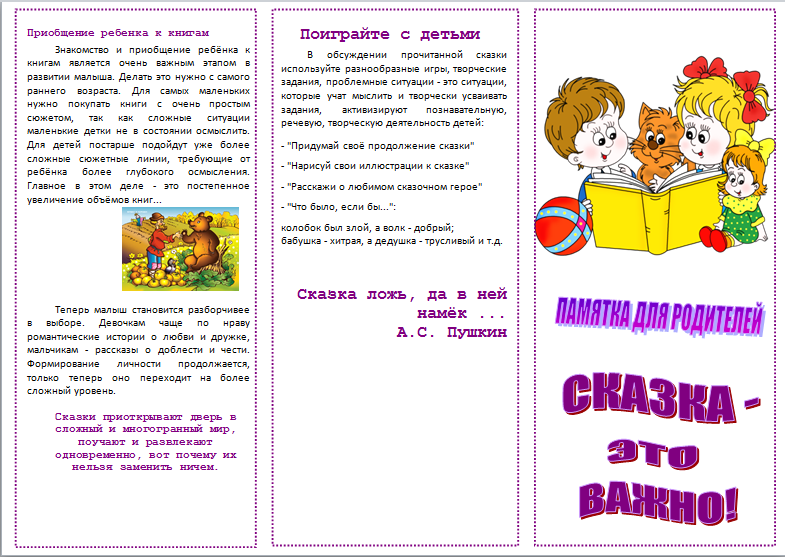 Приобщение ребенка к книгам
Знакомство и приобщение ребёнка к
книгам является очень важным этапом в
развитии малыша. Делать это нужно с самого
раннего возраста. Для самых маленьких
нужно покупать книги с очень простым
сюжетом, так как сложные ситуации
маленькие детки не в состоянии осмыслить.
Для детей постарше подойдут уже более
сложные сюжетные линии, требующие от
ребёнка более глубокого осмысления.
Главное в этом деле - это постепенное
увеличение объёмов книг...
Теперь малыш становится разборчивее
в выборе. Девочкам чаще по нраву
романтические истории о любви и дружке,
мальчикам - рассказы о доблести и чести.
Формирование личности продолжается,
только теперь оно переходит на более
сложный уровень.
Сказки приоткрывают дверь в
сложный и многогранный мир,
поучают и развлекают
одновременно, вот почему их
нельзя заменить ничем.
Поиграйте с детьми
В обсуждении прочитанной сказки
используйте разнообразные игры, творческие
задания, проблемные ситуации - это ситуации,
которые учат мыслить и творчески усваивать
задания, активизируют познавательную,
речевую, творческую деятельность детей:
- "Придумай своё продолжение сказки"
- "Нарисуй свои иллюстрации к сказке"
- "Расскажи о любимом сказочном герое"
- "Что было, если бы...":
колобок был злой, а волк - добрый;
бабушка - хитрая, а дедушка - трусливый и т.д.
Сказка ложь, да в ней
намёк ...
А.С. Пушкин
ПАМЯТКА ДЛЯ РОДИТЕЛЕЙ
СКАЗКА -
ЭТО
ВАЖНО!